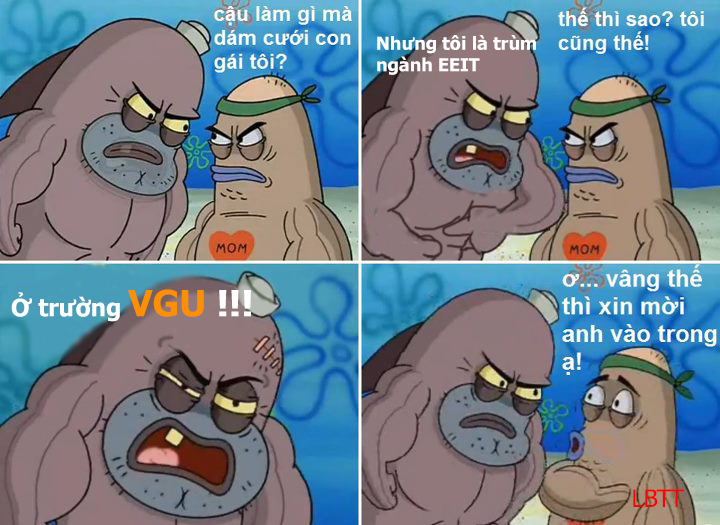 cậu làm gì mà
dám cưới con
gái tôi?
MOM
Nhưng tôi là trùm
ngành EEIT
thế thì sao? tôi
cũng thế!
MOM
Ở trường VGU !!!
ơ... vâng thế
thì xin mời
anh vào trong
ạ!
LBTT